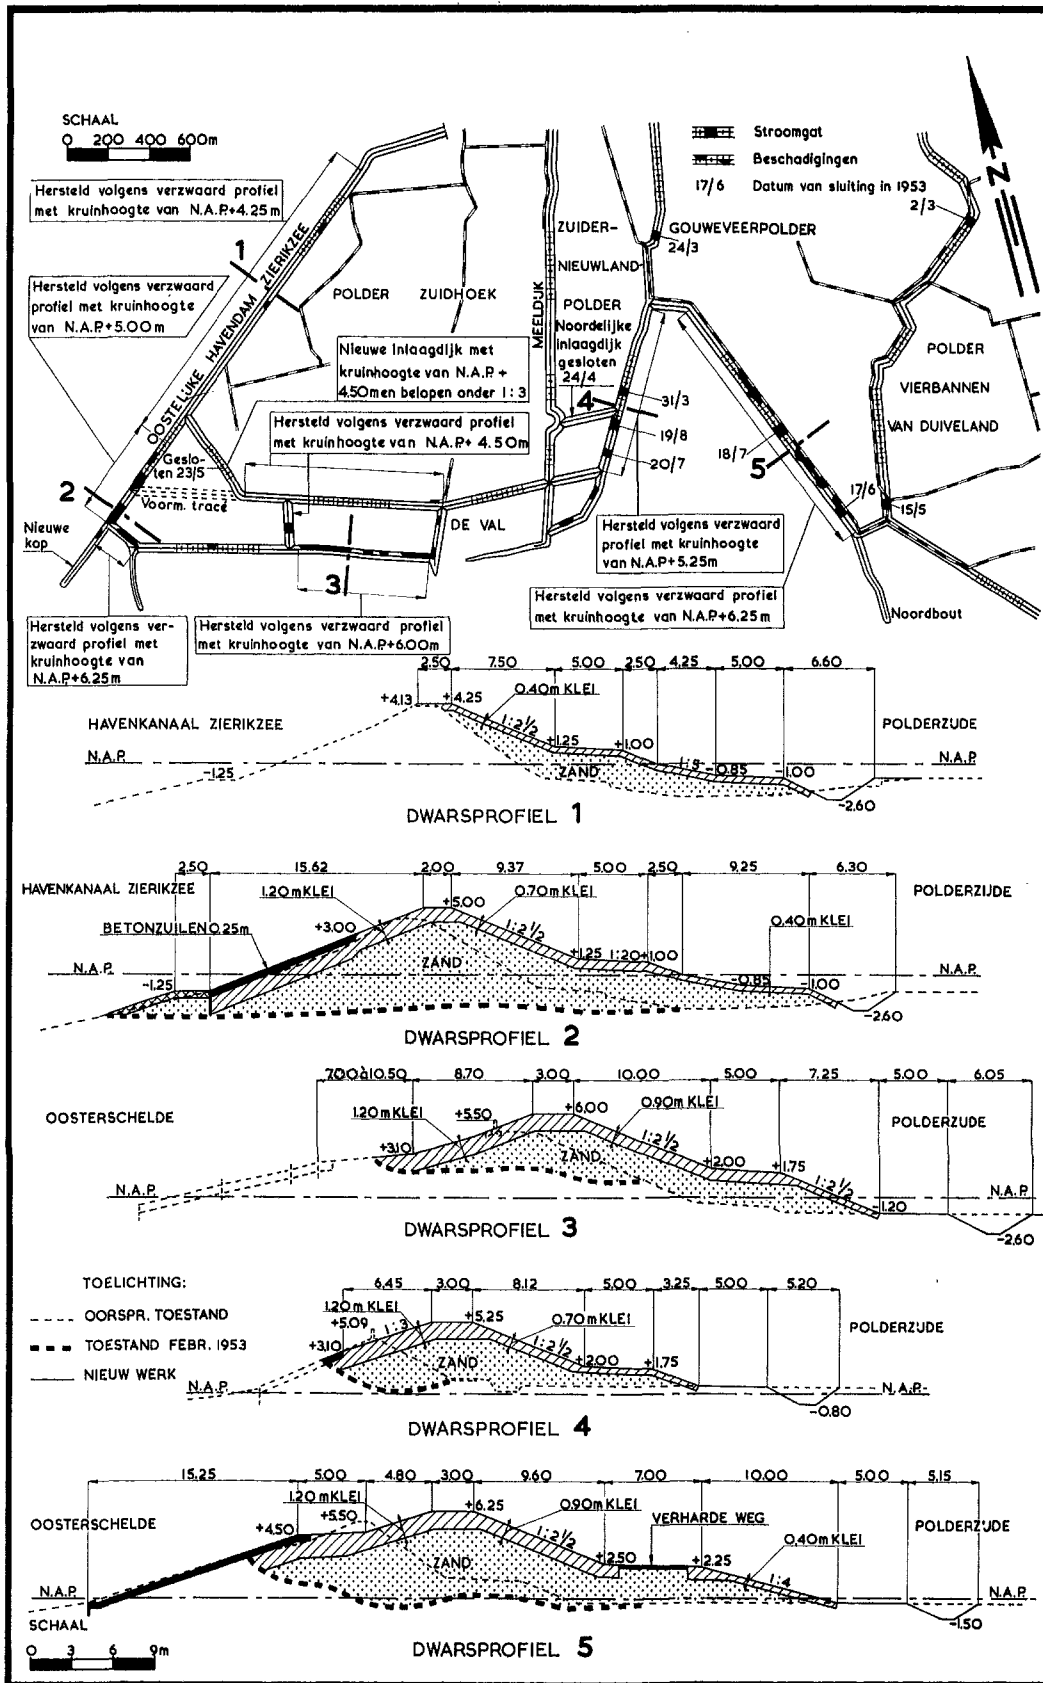 SCHAAL
0 200 400 600m
Stroomgat
Beschadigingen
17/6 Datum van sluiting in 1953
2/3
N
Hersteld volgens verzwaard profiel
met kruinhoogte van N.A.P.+4.25m
1
OOSTELIJKE HAVENDAM ZIERIKZEE
Hersteld volgens verzwaard
profiel met kruinhoogte
van N.A.P.+5.00m
POLDER ZUIDHOEK
MEELDIJK
ZUIDER-
NIEUWLAND
POLDER
Noordelijke
inlaagdijk
gesloten
24/4
24/3
GOUWEVEERPOLDER
POLDER
VIERBANNEN
VAN DUIVELAND
Nieuwe inlaagdijk met
kruinhoogte van N.A.P.+
4.50m en belopen onder 1:3
Hersteld volgens verzwaard profiel
met kruinhoogte van N.A.P.+ 4.50m
4
31/3
19/8
20/7
18/7
5
17/6
15/5
Geslo-
ten 23/5
Voorm. tracé
2
Nieuwe
kop
DE VAL
3
Hersteld volgens verzwaard
profiel met kruinhoogte
van N.A.P.+5.25m
Hersteld volgens verzwaard profiel
met kruinhoogte van N.A.P.+6.25m
Noordbout
Hersteld volgens ver-
zwaard profiel met
kruinhoogte van
N.A.P.+6.25m
Hersteld volgens verzwaard profiel
met kruinhoogte van N.A.P.+6.00m
2.50 7.50 5.00 2.50 4.25 5.00 6.60
+4.13 +4.25 0.40m KLEI
HAVENKANAAL ZIERIKZEE
1:2½
POLDERZIJDE
+1.25 +1.00
N.A.P. N.A.P.
-1.25 ZAND 1:3 -0.85 -1.00
-2.60
DWARSPROFIEL 1
2.50 15.62 2.00 9.37 5.00 2.50 9.25 6.30
HAVENKANAAL ZIERIKZEE 1.20m KLEI 0.70m KLEI POLDERZIJDE
+5.00
BETONZUILEN 0.25m +3.00 1:2½ 0.40m KLEI
N.A.P. ZAND +1.25 1:20 +1.00 N.A.P.
-1.25 -0.85 -1.00
-2.60
DWARSPROFIEL 2
7.00 à 10.50 8.70 3.00 10.00 5.00 7.25 5.00 6.05
OOSTERSCHELDE 1.20m KLEI +5.50 +6.00 0.90m KLEI POLDERZIJDE
+3.10 ZAND 1:2½ +2.00 +1.75
N.A.P. 1:2½ N.A.P.
-1.20
-2.60
DWARSPROFIEL 3
TOELICHTING:
OORSPR. TOESTAND
TOESTAND FEBR. 1953
NIEUW WERK
6.45 3.00 8.12 5.00 3.25 5.00 5.20
1.20m KLEI
+5.09 1:3 +5.25 0.70m KLEI POLDERZIJDE
+3.10 1:2½
ZAND +2.00 +1.75
N.A.P. N.A.P.
-0.80
DWARSPROFIEL 4
15.25 5.00 4.80 3.00 9.60 7.00 10.00 5.00 5.15
1.20m KLEI +6.25 0.90m KLEI
OOSTERSCHELDE +4.50 +5.50 1:2½ VERHARDE WEG POLDERZIJDE
0.40m KLEI
ZAND +2.50 +2.25
N.A.P. 1:4 N.A.P.
-1.50
SCHAAL
0 3 6 9m
DWARSPROFIEL 5